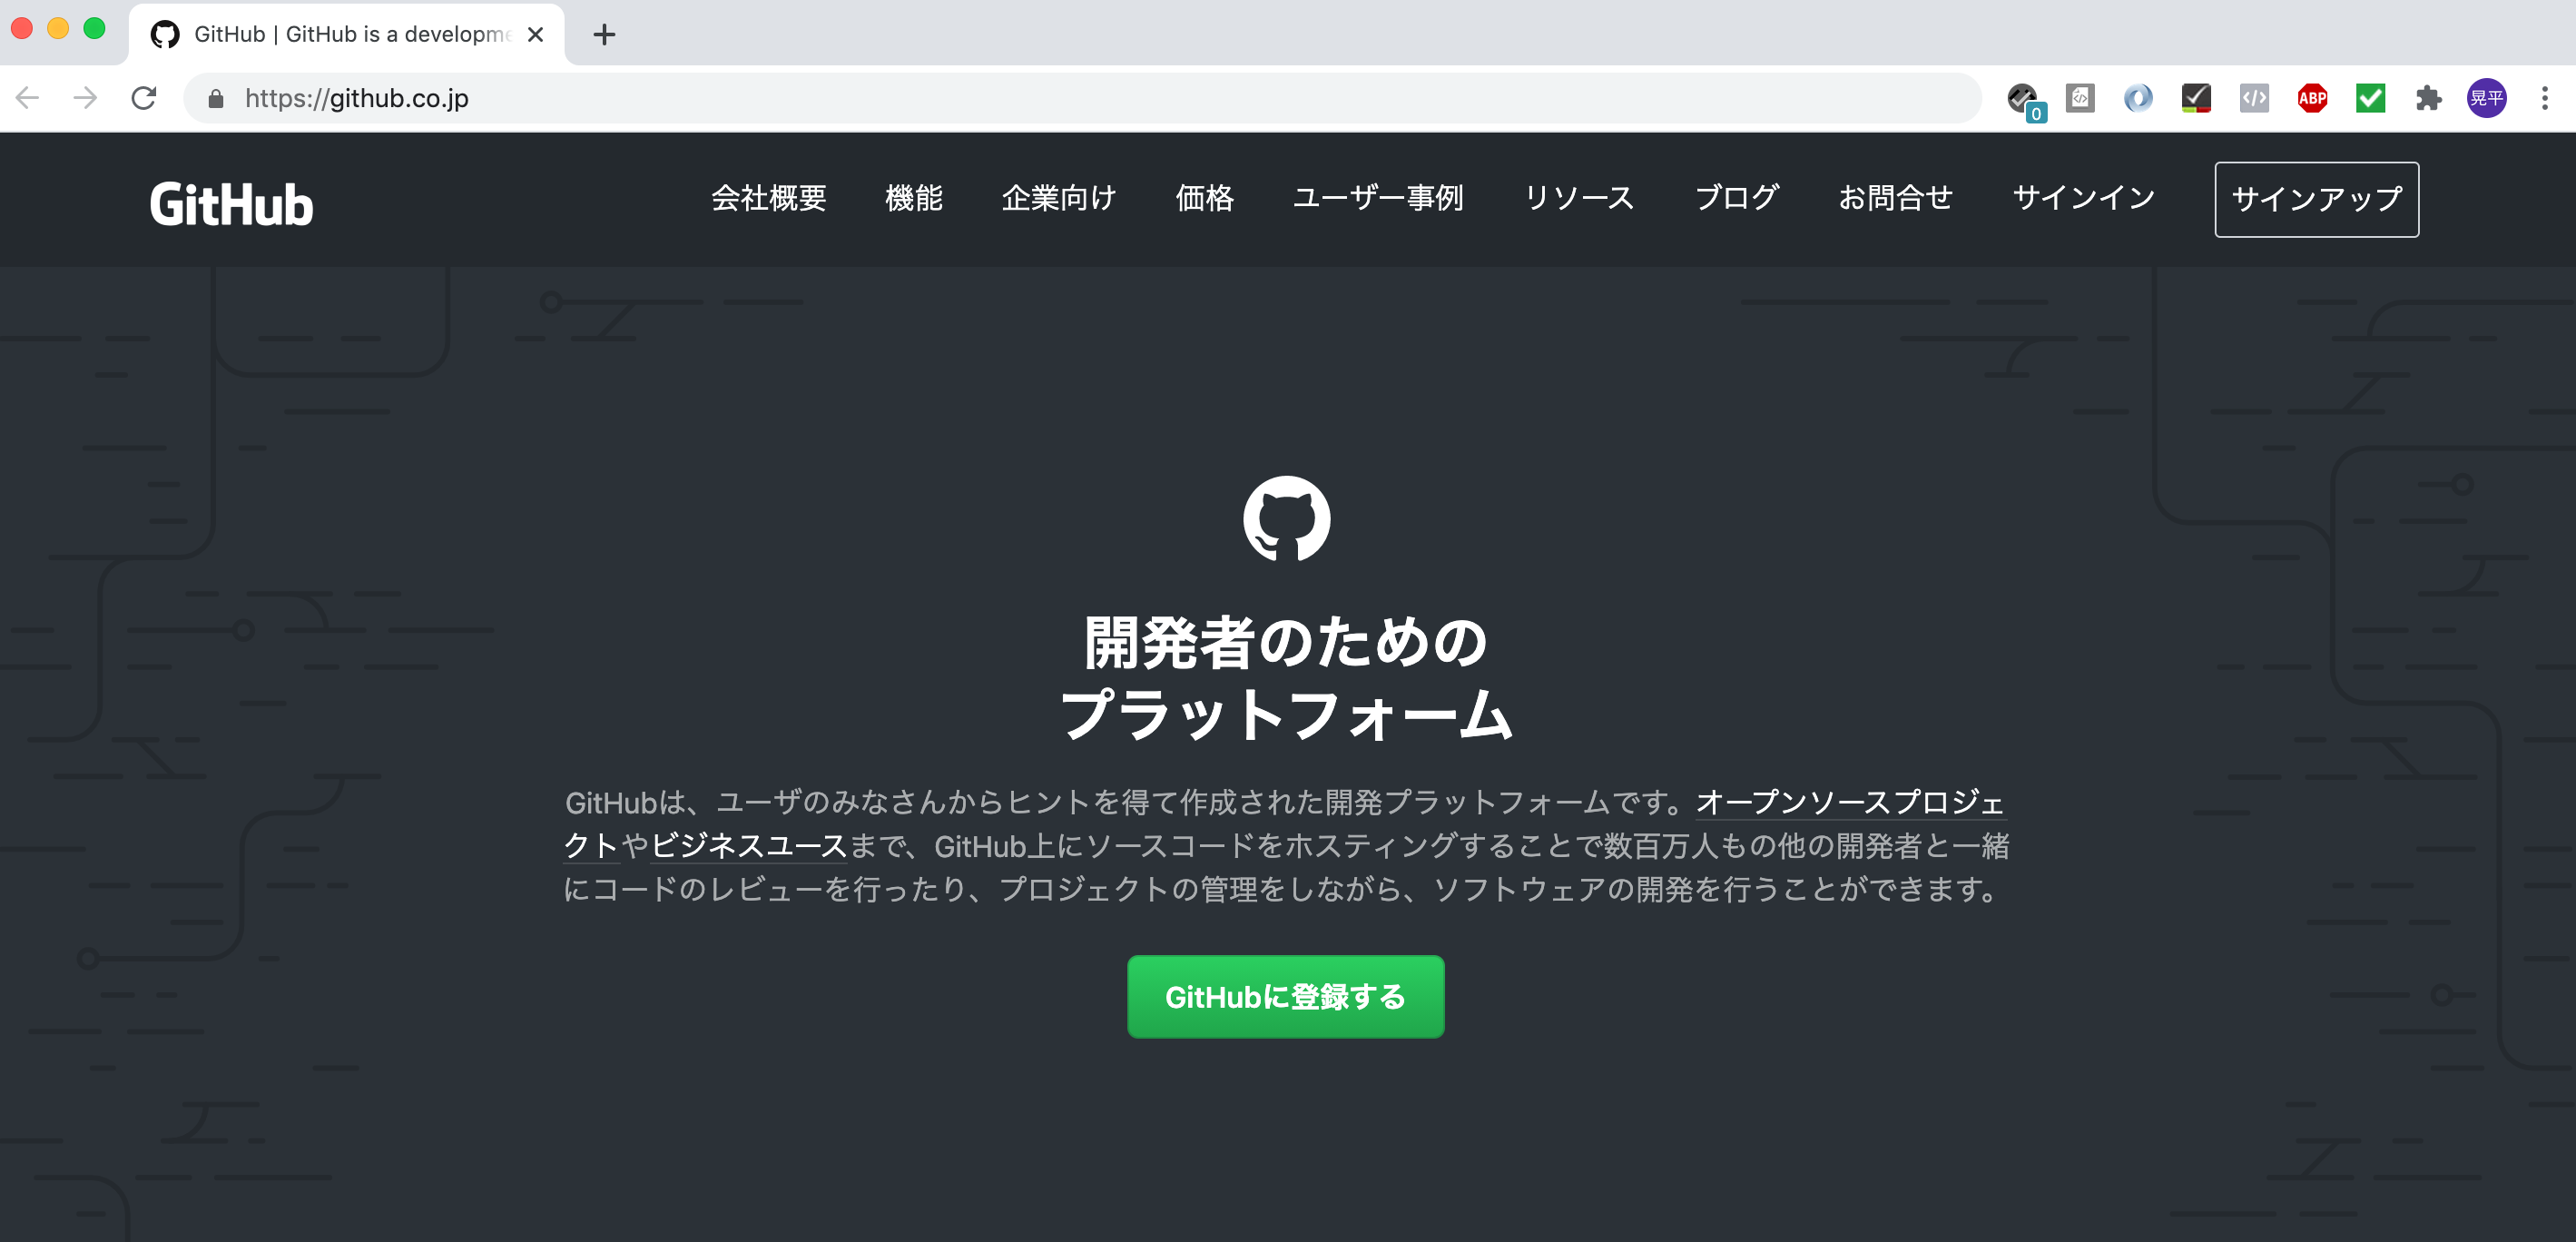 GitHub | GitHub is a developme
https://github.co.jp
0
ABP
晃平
GitHub
会社概要 機能 企業向け 価格 ユーザー事例 リソース ブログ お問合せ サインイン サインアップ
開発者のための
プラットフォーム
GitHubは、ユーザのみなさんからヒントを得て作成された開発プラットフォームです。オープンソースプロジェ
クトやビジネスユースまで、GitHub上にソースコードをホスティングすることで数百万人もの他の開発者と一緒
にコードのレビューを行ったり、プロジェクトの管理をしながら、ソフトウェアの開発を行うことができます。
GitHubに登録する